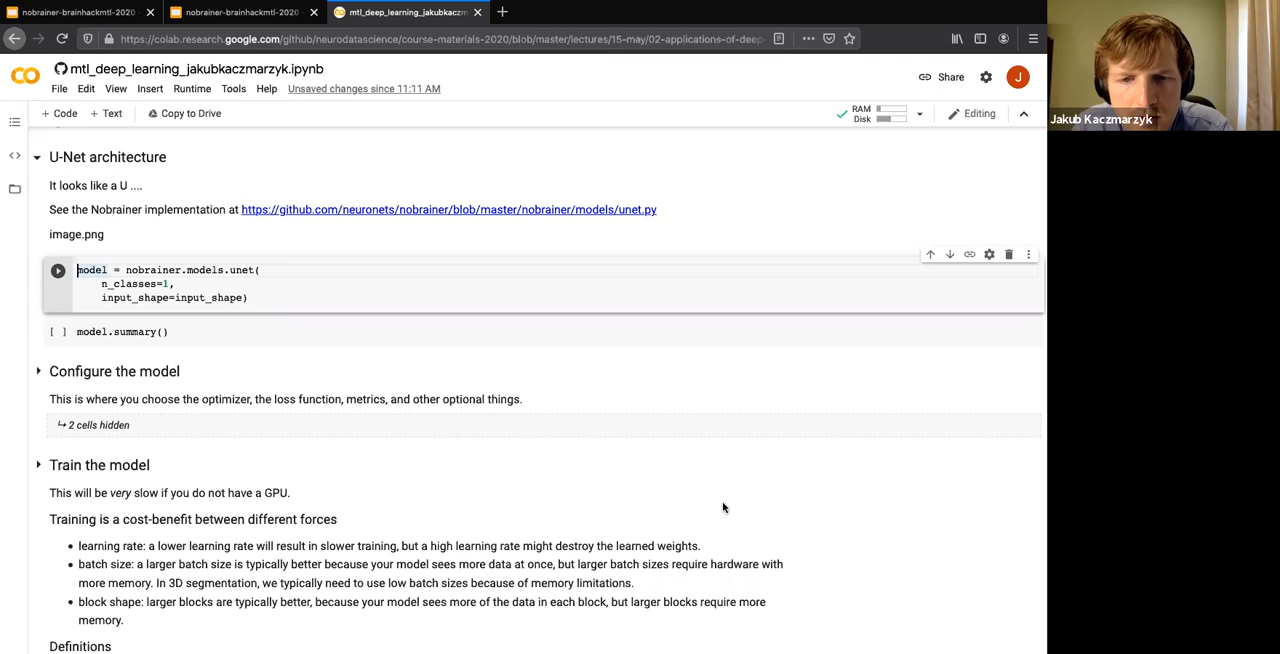 nobrainer-brainhackmtl-2020
nobrainer-brainhackmtl-2020
mtl_deep_learning_jakubkaczm
https://colab.research.google.com/github/neurodatascience/course-materials-2020/blob/master/lectures/15-may/02-applications-of-deep-
mtl_deep_learning_jakubkaczmarzyk.ipynb
Share
J
File Edit View Insert Runtime Tools Help Unsaved changes since 11:11 AM
+ Code + Text Copy to Drive
RAM
Disk
Editing
U-Net architecture
It looks like a U ....
See the Nobrainer implementation at https://github.com/neuronets/nobrainer/blob/master/nobrainer/models/unet.py
image.png
model = nobrainer.models.unet(
n_classes=1,
input_shape=input_shape)
[ ] model.summary()
Configure the model
This is where you choose the optimizer, the loss function, metrics, and other optional things.
↳ 2 cells hidden
Train the model
This will be very slow if you do not have a GPU.
Training is a cost-benefit between different forces
• learning rate: a lower learning rate will result in slower training, but a high learning rate might destroy the learned weights.
• batch size: a larger batch size is typically better because your model sees more data at once, but larger batch sizes require hardware with
more memory. In 3D segmentation, we typically need to use low batch sizes because of memory limitations.
• block shape: larger blocks are typically better, because your model sees more of the data in each block, but larger blocks require more
memory.
Definitions
Jakub Kaczmarzyk